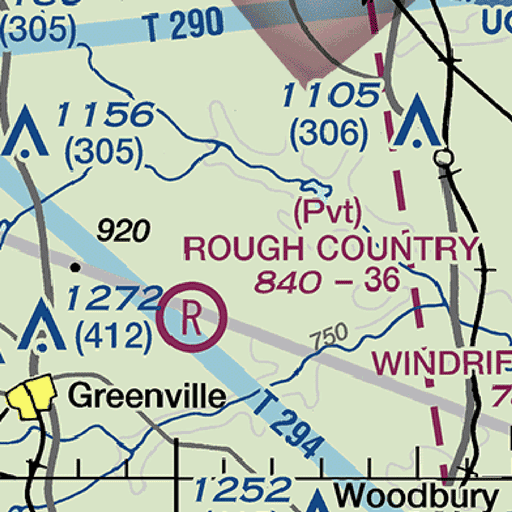 (305)
T 290
1156
(305)
1105
(306)
(Pvt)
ROUGH COUNTRY
840 - 36
920
1272
(412)
R
750
Greenville
T 294
1252
Woodbury